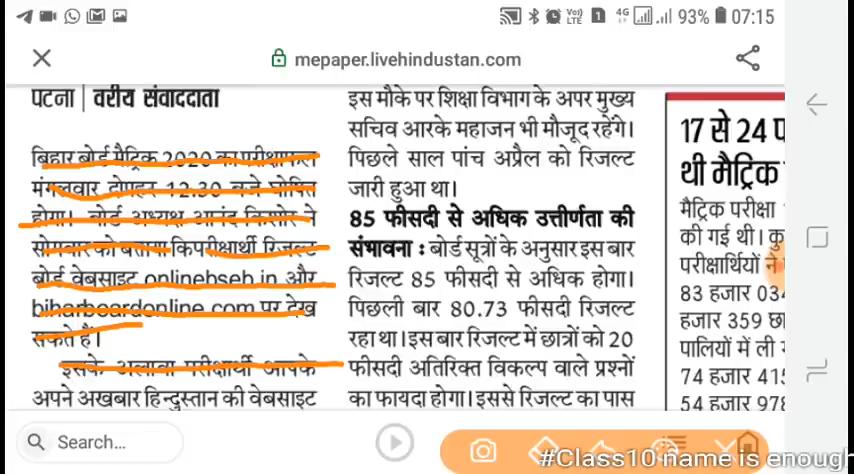 Voi) LTE 1 4G 93% 07:15
mepaper.livehindustan.com
पटना | वरीय संवाददाता
बिहार बोर्ड मैट्रिक 2020 का परीक्षाफल
मंगलवार दोपहर 12.30 बजे घोषित
होगा। बोर्ड अध्यक्ष आनंद किशोर ने
सोमवार को बताया कि परीक्षार्थी रिजल्ट
बोर्ड वेबसाइट onlinebseb.in और
biharboardonline.com पर देख
सकते हैं।
इसके अलावा परीक्षार्थी आपके
अपने अखबार हिन्दुस्तान की वेबसाइट
इस मौके पर शिक्षा विभाग के अपर मुख्य
सचिव आरके महाजन भी मौजूद रहेंगे।
पिछले साल पांच अप्रैल को रिजल्ट
जारी हुआ था।
85 फीसदी से अधिक उत्तीर्णता की
संभावना : बोर्ड सूत्रों के अनुसार इस बार
रिजल्ट 85 फीसदी से अधिक होगा।
पिछली बार 80.73 फीसदी रिजल्ट
रहा था। इस बार रिजल्ट में छात्रों को 20
फीसदी अतिरिक्त विकल्प वाले प्रश्नों
का फायदा होगा। इससे रिजल्ट का पास
17 से 24
थी मैट्रिक
मैट्रिक परीक्षा
की गई थी।
परीक्षार्थियों ने
83 हजार
हजार 359
पालियों में ली
74 हजार 415
54 हजार 978
Search...
#Class10 name is enough